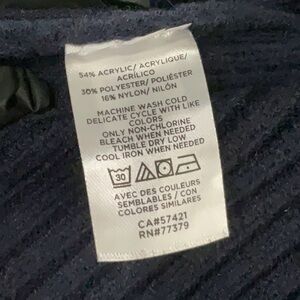 54% ACRYLIC/ ACRYLIQUE/
ACRÍLICO
30% POLYESTER/ POLIÉSTER
16% NYLON/ NILÓN
MACHINE WASH COLD
DELICATE CYCLE WITH LIKE
COLORS
ONLY NON-CHLORINE
BLEACH WHEN NEEDED
TUMBLE DRY LOW
COOL IRON WHEN NEEDED
30
AVEC DES COULEURS
SEMBLABLES / CON
COLORES SIMILARES
CA#57421
RN#77379